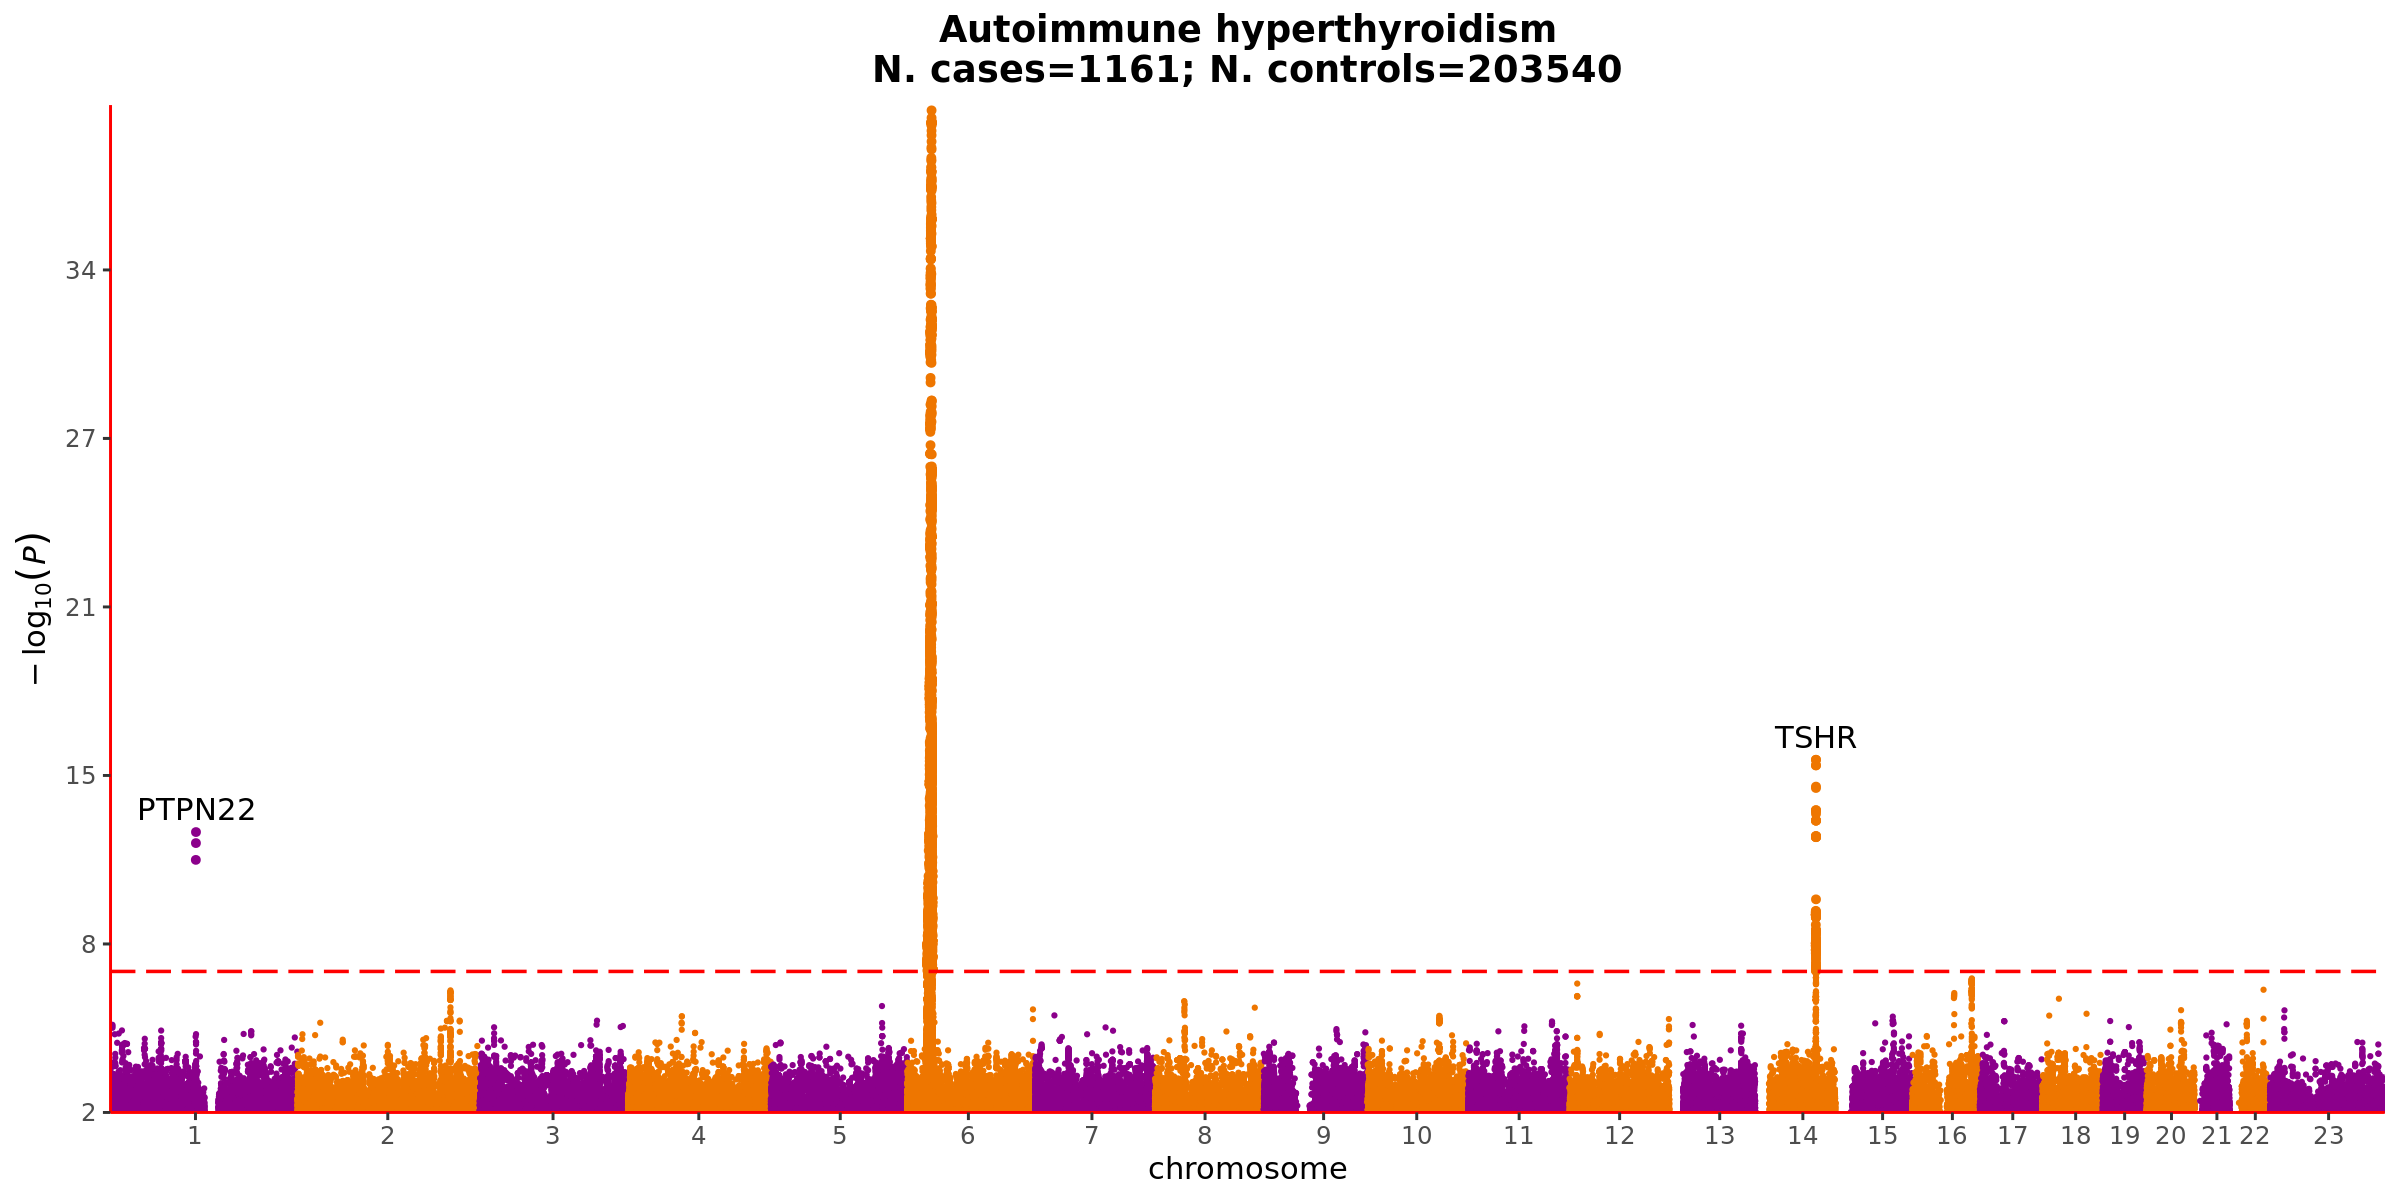 Autoimmune hyperthyroidism
N. cases=1161; N. controls=203540
34
27
21
15
8
2
− log10(P)
PTPN22
TSHR
1 2 3 4 5 6 7 8 9 10 11 12 13 14 15 16 17 18 19 20 21 22 23
chromosome